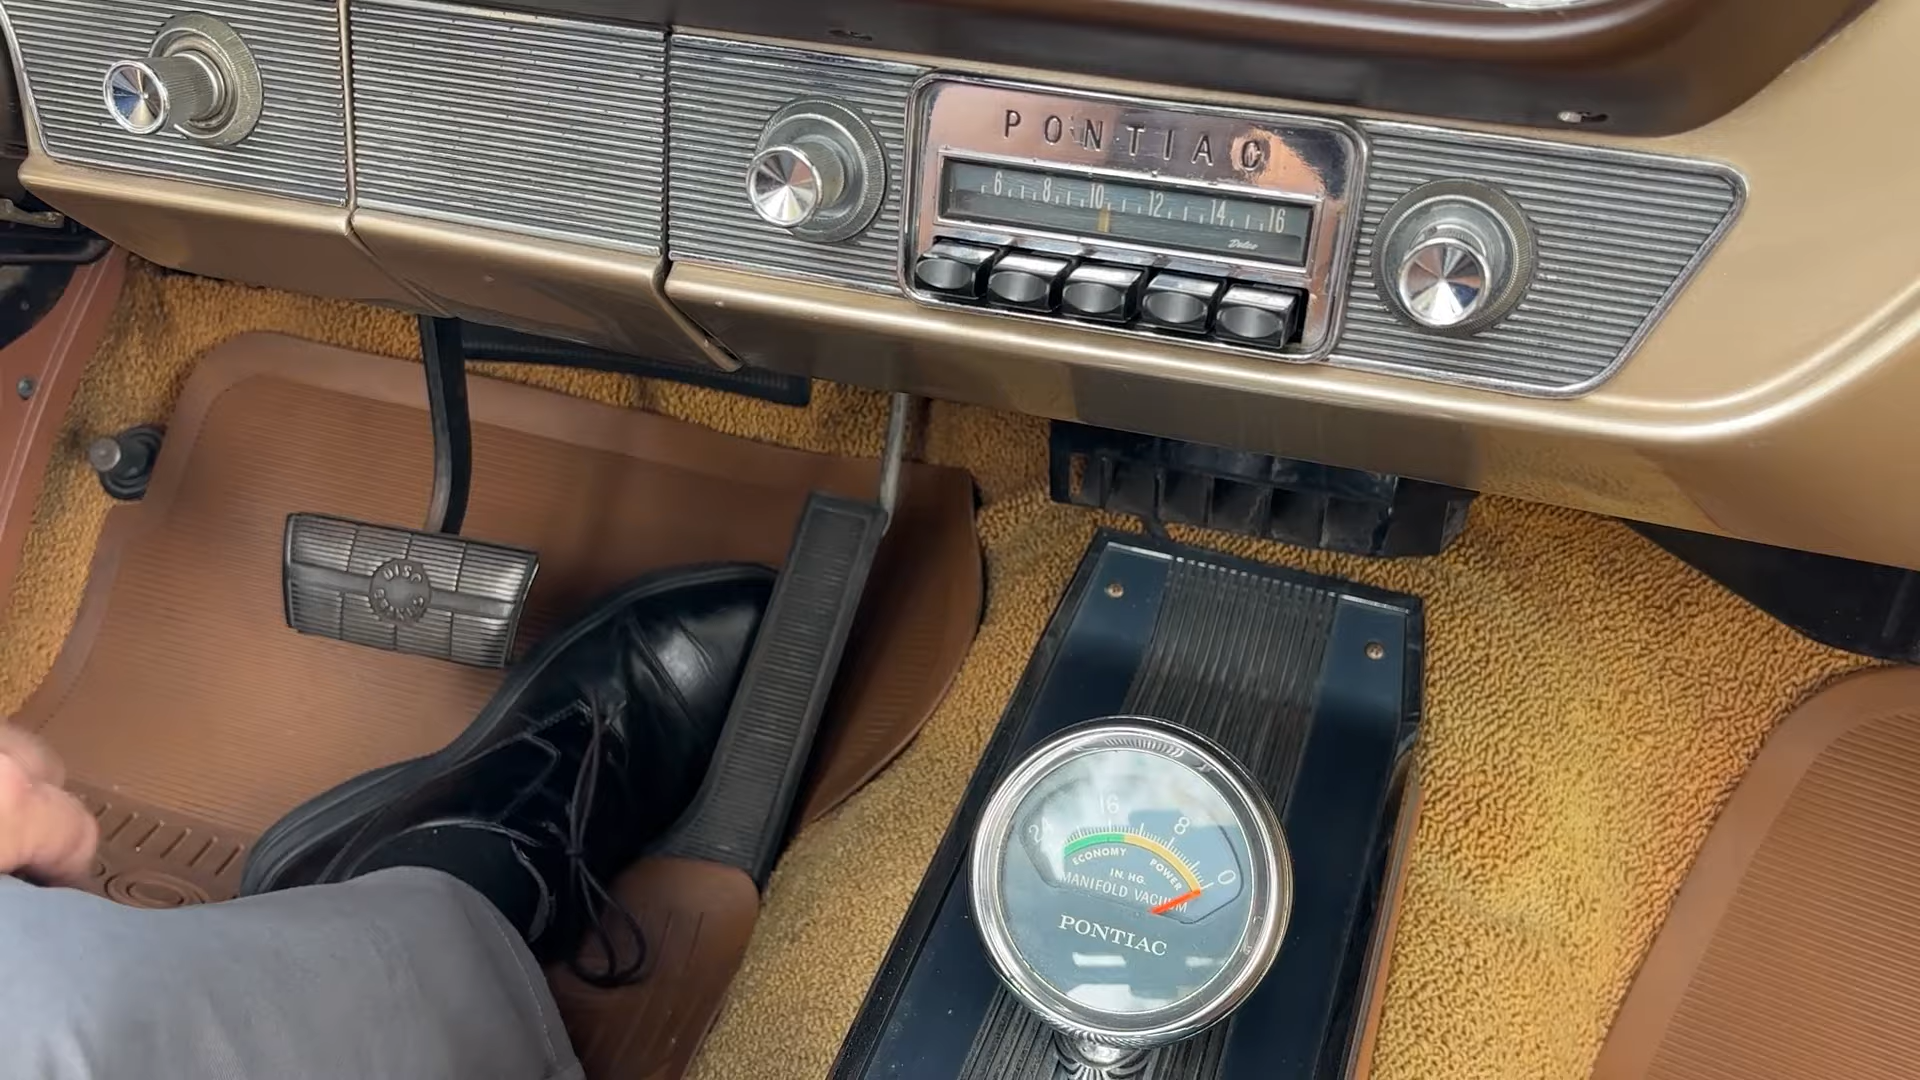 PONTIAC
6 8 10 12 14 16
Delco
DISC
24 16 8 0
ECONOMY POWER
IN. HG.
MANIFOLD VACUUM
PONTIAC